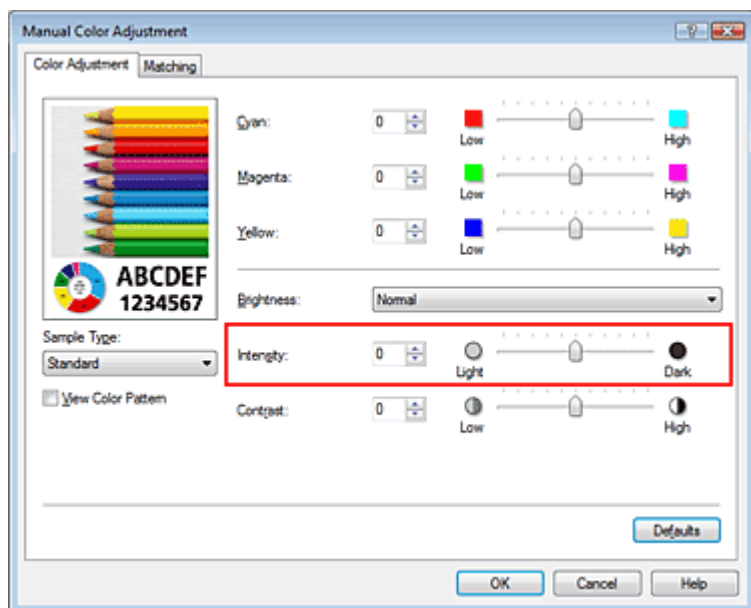 Manual Color Adjustment
Color Adjustment Matching
Cyan: 0 Low High
Magenta: 0 Low High
Yellow: 0 Low High
ABCDEF
1234567
Brightness: Normal
Sample Type:
Standard
Intensity: 0 Light Dark
View Color Pattern
Contrast: 0 Low High
Defaults
OK Cancel Help